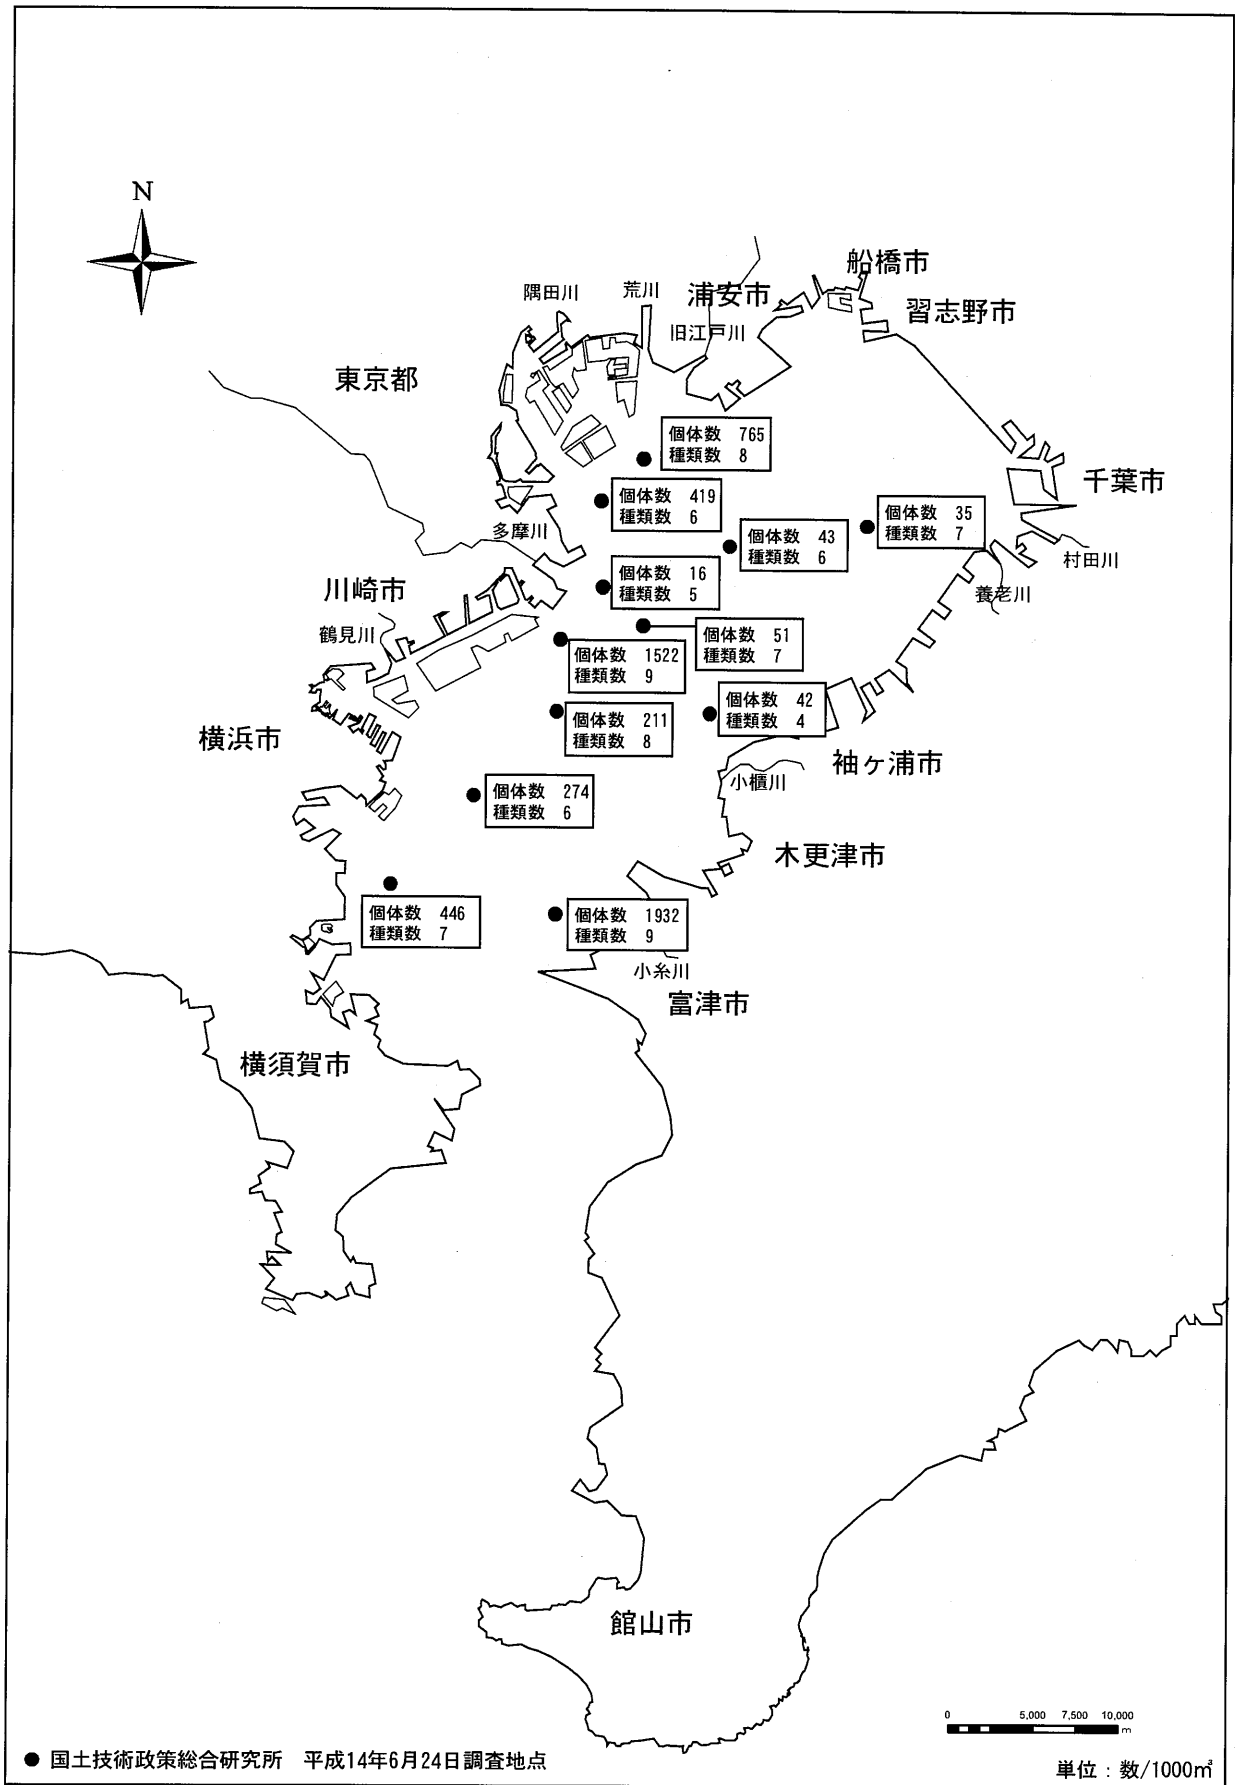 N
船橋市
隅田川
荒川
浦安市
習志野市
旧江戸川
東京都
個体数 765
種類数 8
千葉市
個体数 419
種類数 6
個体数 35
種類数 7
多摩川
個体数 43
種類数 6
村田川
個体数 16
種類数 5
川崎市
養老川
鶴見川
個体数 51
種類数 7
個体数 1522
種類数 9
個体数 42
種類数 4
個体数 211
種類数 8
横浜市
袖ヶ浦市
小櫃川
個体数 274
種類数 6
木更津市
個体数 446
種類数 7
個体数 1932
種類数 9
小糸川
富津市
横須賀市
館山市
0 5,000 7,500 10,000
m
● 国土技術政策総合研究所 平成14年6月24日調査地点
単位：数/1000㎥